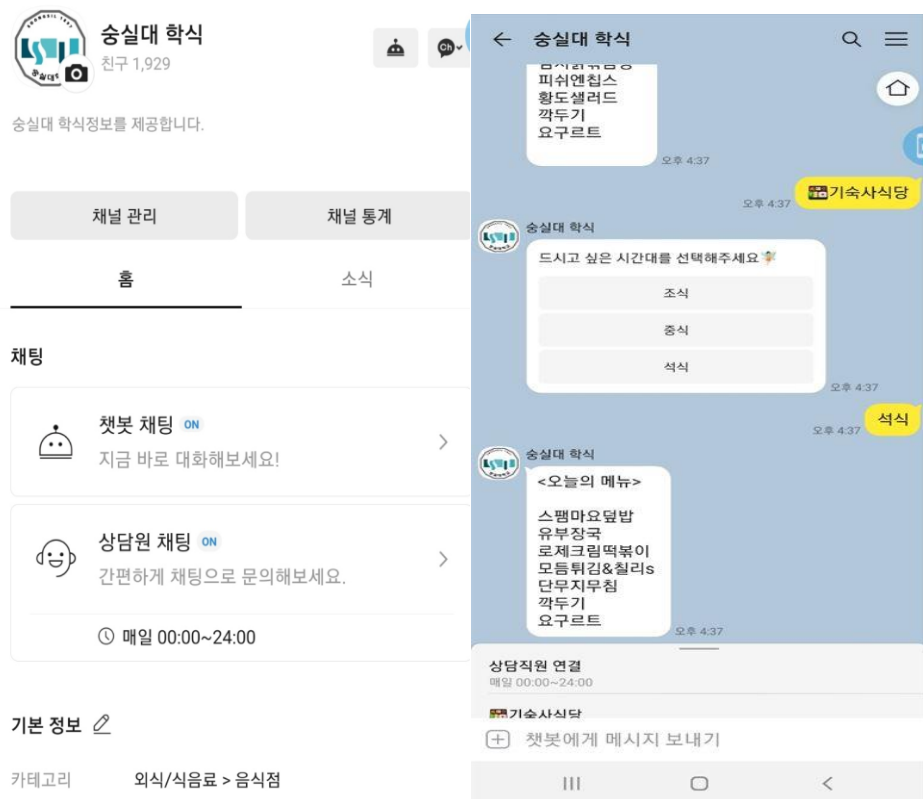 숭실대 학식
친구 1,929
Ch
숭실대 학식정보를 제공합니다.
채널 관리
채널 통계
홈
소식
채팅
챗봇 채팅 ON
지금 바로 대화해보세요!
상담원 채팅 ON
간편하게 채팅으로 문의해보세요.
매일 00:00~24:00
기본 정보
카테고리
외식/식음료 > 음식점
숭실대 학식
피쉬엔칩스
황도샐러드
깍두기
요구르트
오후 4:37
기숙사식당
오후 4:37
숭실대 학식
드시고 싶은 시간대를 선택해주세요
조식
중식
석식
오후 4:37
석식
오후 4:37
숭실대 학식
<오늘의 메뉴>
스팸마요덮밥
유부장국
로제크림떡볶이
모듬튀김&칠리s
단무지무침
깍두기
요구르트
오후 4:37
상담직원 연결
매일 00:00~24:00
기숙사식당
챗봇에게 메시지 보내기